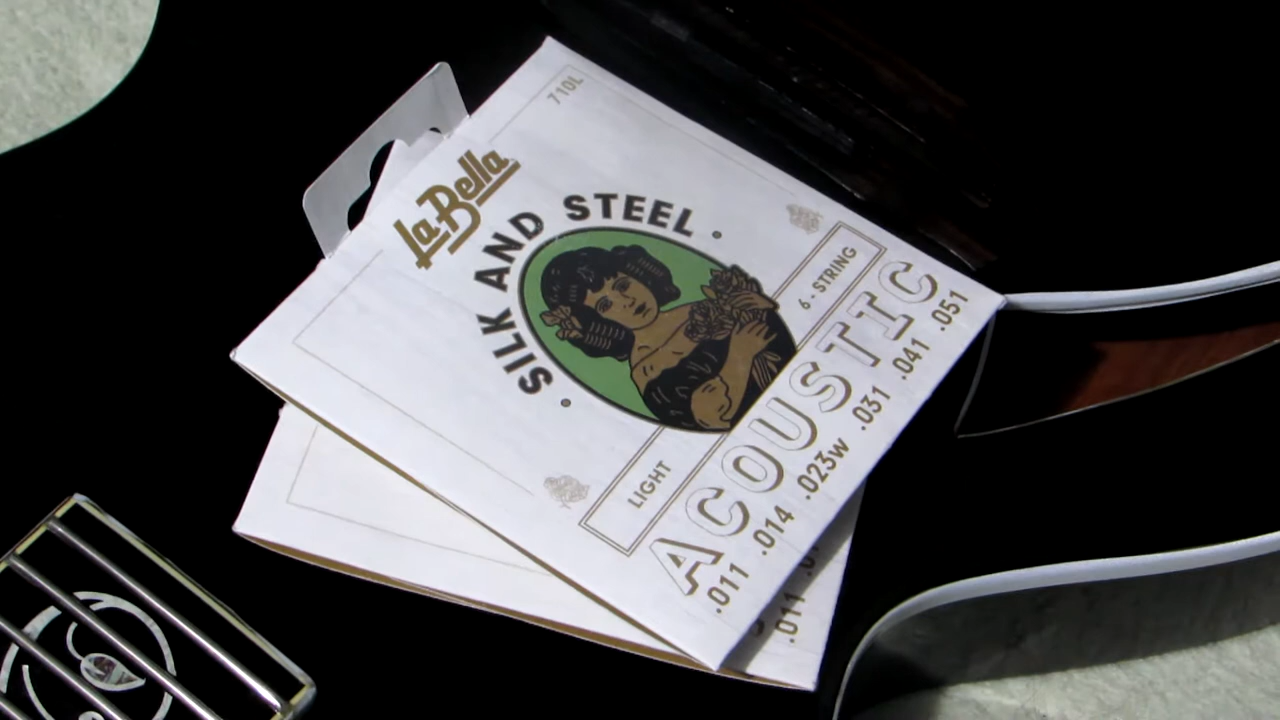 710L
La Bella
• SILK AND STEEL •
LIGHT
6 - STRING
ACOUSTIC
.011 .014 .023w .031 .041 .051
.011